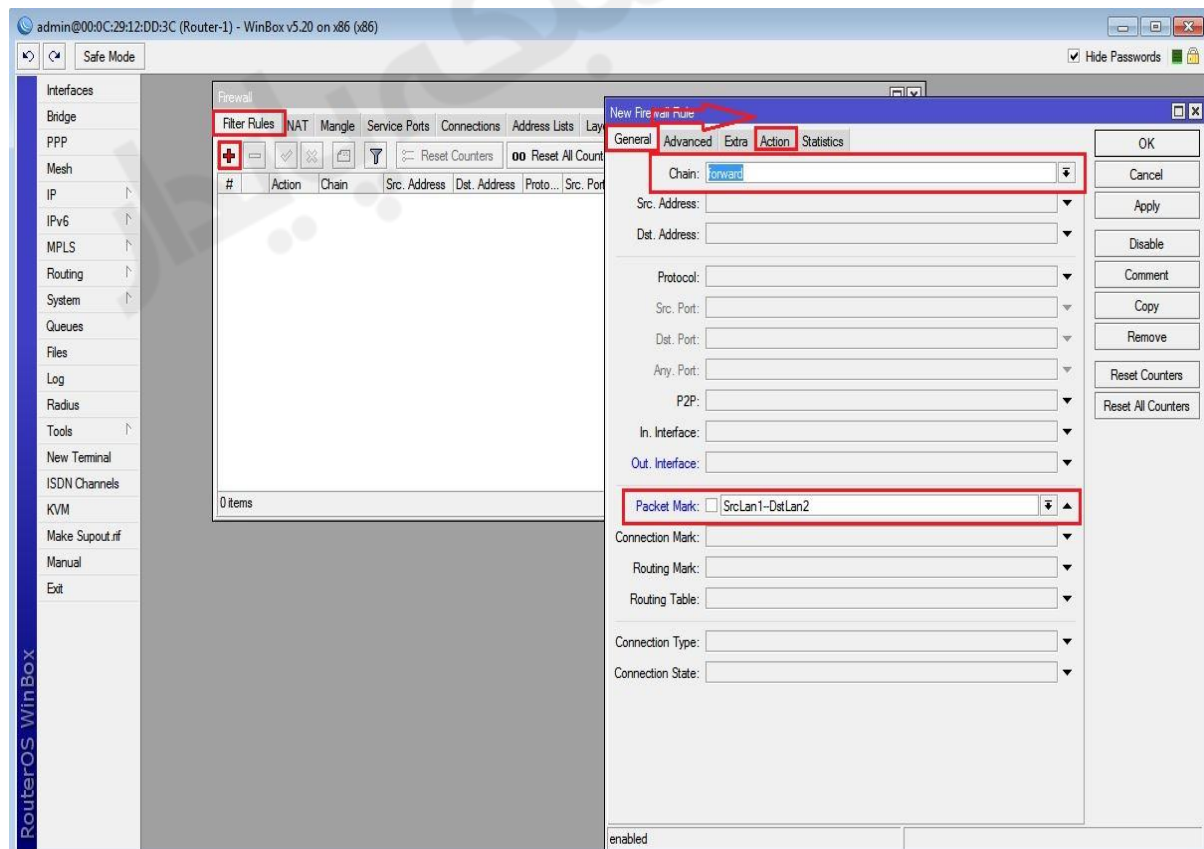 admin@00:0C:29:12:DD:3C (Router-1) - WinBox v5.20 on x86 (x86)
Safe Mode
Hide Passwords
Interfaces
Bridge
PPP
Mesh
IP
IPv6
MPLS
Routing
System
Queues
Files
Log
Radius
Tools
New Terminal
ISDN Channels
KVM
Make Supout.rif
Manual
Exit
RouterOS WinBox
Firewall
Filter Rules NAT Mangle Service Ports Connections Address Lists Lay
Reset Counters 00 Reset All Count
# Action Chain Src. Address Dst. Address Proto... Src. Port
0 items
New Firewall Rule
General Advanced Extra Action Statistics
Chain: forward
Src. Address:
Dst. Address:
Protocol:
Src. Port:
Dst. Port:
Any. Port:
P2P:
In. Interface:
Out. Interface:
Packet Mark: SrcLan1--DstLan2
Connection Mark:
Routing Mark:
Routing Table:
Connection Type:
Connection State:
enabled
OK
Cancel
Apply
Disable
Comment
Copy
Remove
Reset Counters
Reset All Counters